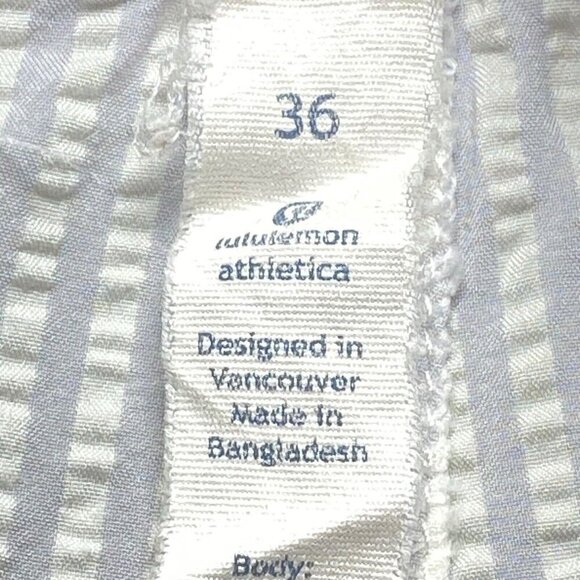 36
lululemon
athletica
Designed in
Vancouver
Made in
Bangladesh
Body: